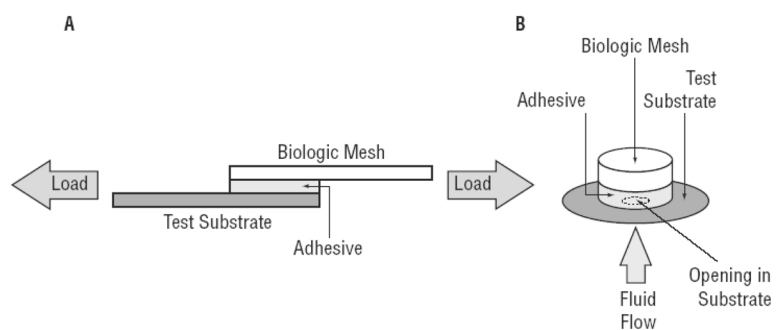 A
Load
Biologic Mesh
Load
Test Substrate
Adhesive
B
Biologic Mesh
Adhesive
Test
Substrate
Fluid
Flow
Opening in
Substrate